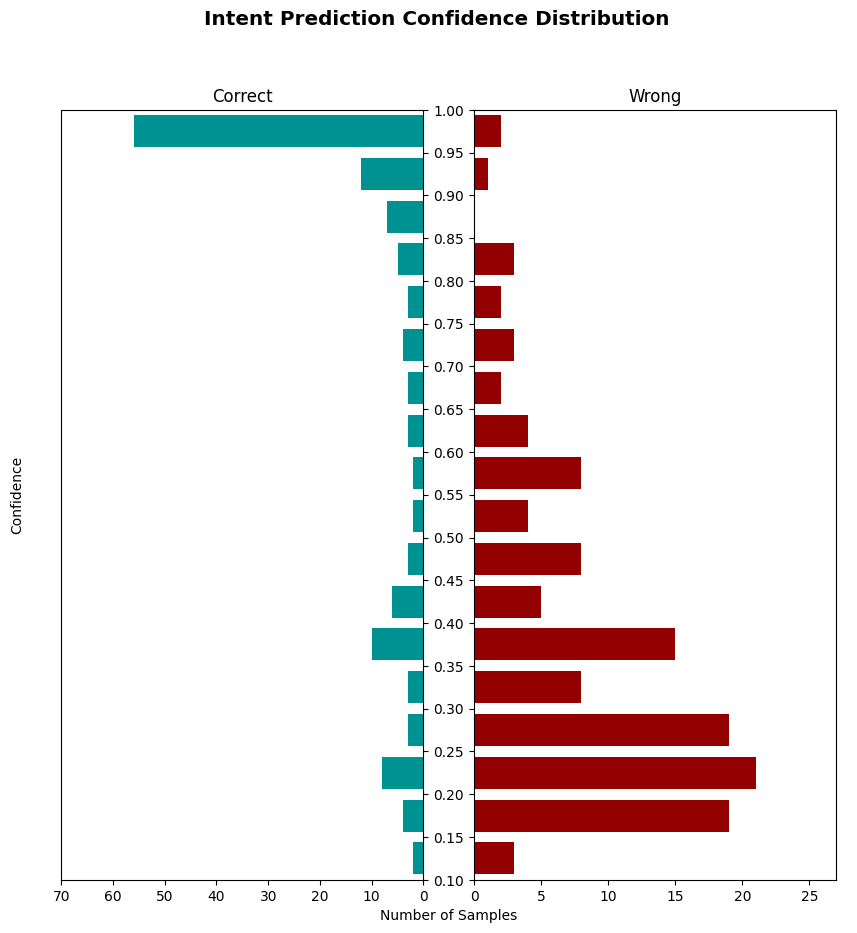 Intent Prediction Confidence Distribution
Correct
Wrong
1.00
0.95
0.90
0.85
0.80
0.75
0.70
0.65
0.60
0.55
0.50
0.45
0.40
0.35
0.30
0.25
0.20
0.15
0.10
Confidence
70 60 50 40 30 20 10 0
0 5 10 15 20 25
Number of Samples